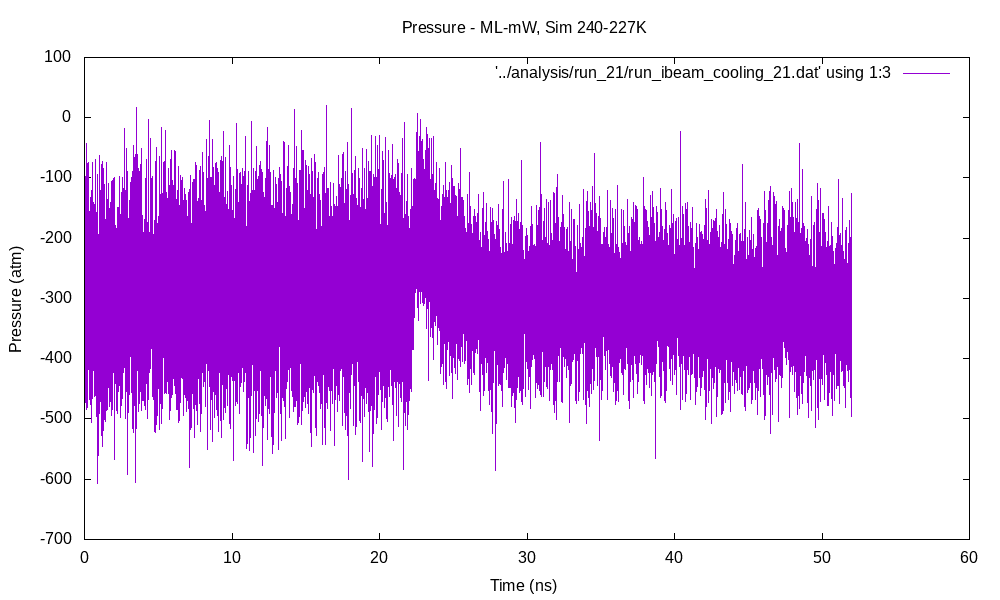 Pressure - ML-mW, Sim 240-227K
'../analysis/run_21/run_ibeam_cooling_21.dat' using 1:3
Pressure (atm)
100
0
-100
-200
-300
-400
-500
-600
-700
0 10 20 30 40 50 60
Time (ns)